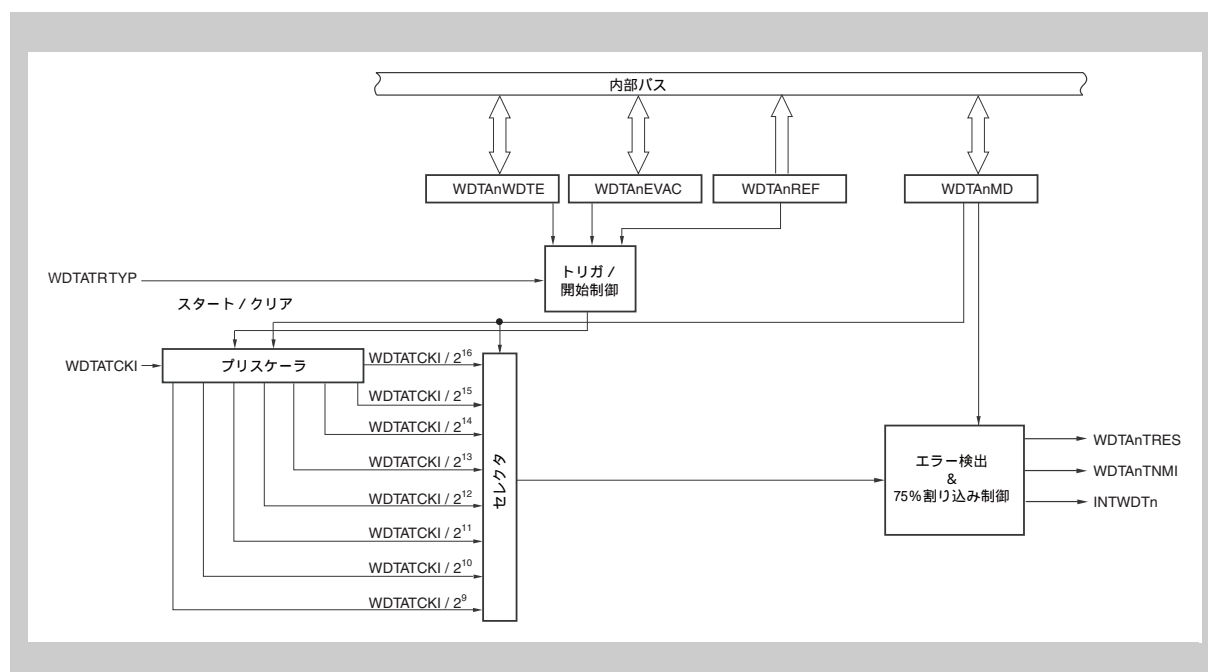 内部バス
WDTAnWDTE
WDTAnEVAC
WDTAnREF
WDTAnMD
WDTATRTYP
トリガ /
開始制御
スタート / クリア
WDTATCKI
プリスケーラ
WDTATCKI / 2¹⁶
WDTATCKI / 2¹⁵
WDTATCKI / 2¹⁴
WDTATCKI / 2¹³
WDTATCKI / 2¹²
WDTATCKI / 2¹¹
WDTATCKI / 2¹⁰
WDTATCKI / 2⁹
セレクタ
エラー検出
&
75%割り込み制御
WDTAnTRES
WDTAnTNMI
INTWDTn